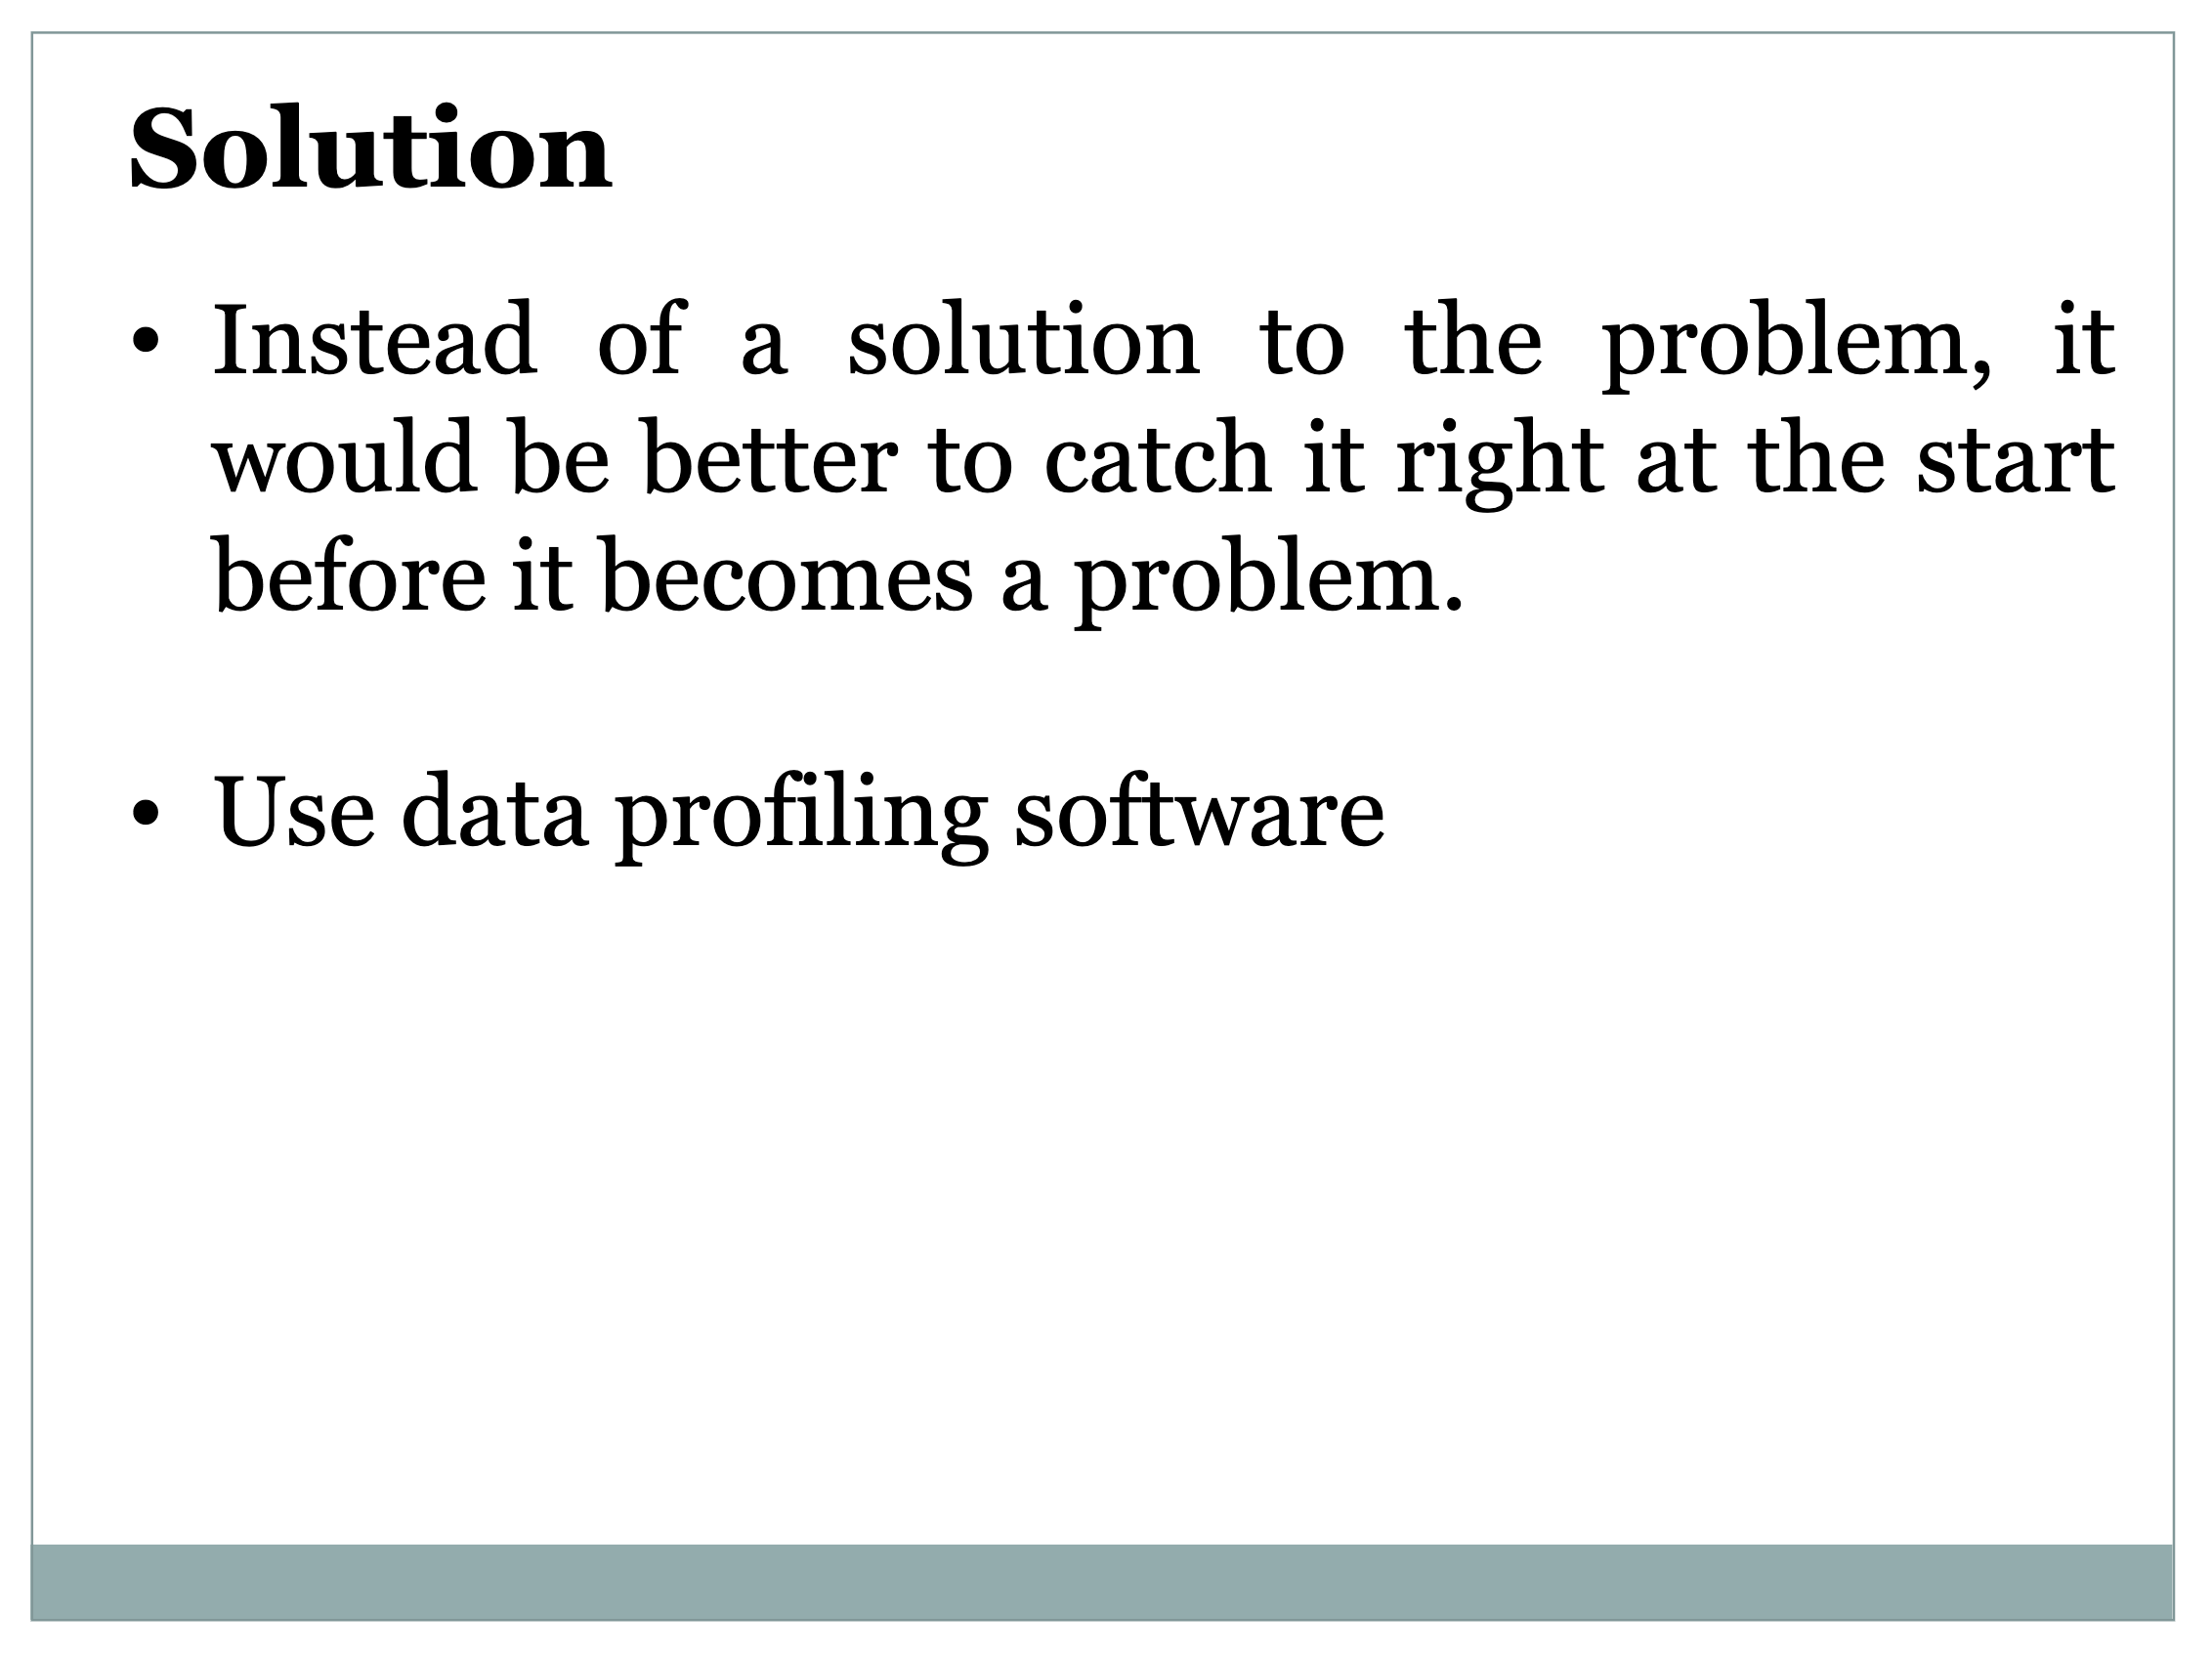 Solution
• Instead of a solution to the problem, it
would be better to catch it right at the start
before it becomes a problem.
• Use data profiling software